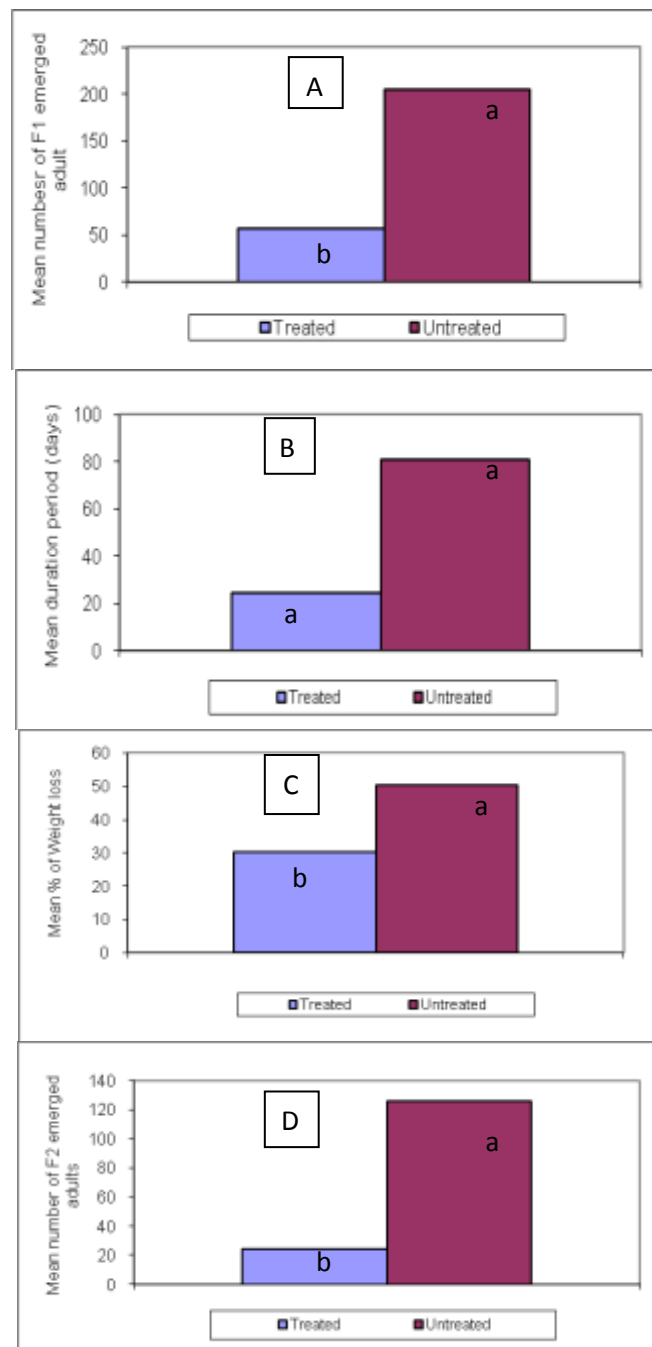 Mean numbesr of F1 emerged
adult
250
200
150
100
50
0
A
a
b
Treated Untreated
Mean duration period (days)
100
80
60
40
20
0
B
a
a
Treated Untreated
Mean % of Weight loss
60
50
40
30
20
10
0
C
a
b
Treated Untreated
Mean number of F2 emerged
adults
140
120
100
80
60
40
20
0
D
a
b
Treated Untreated